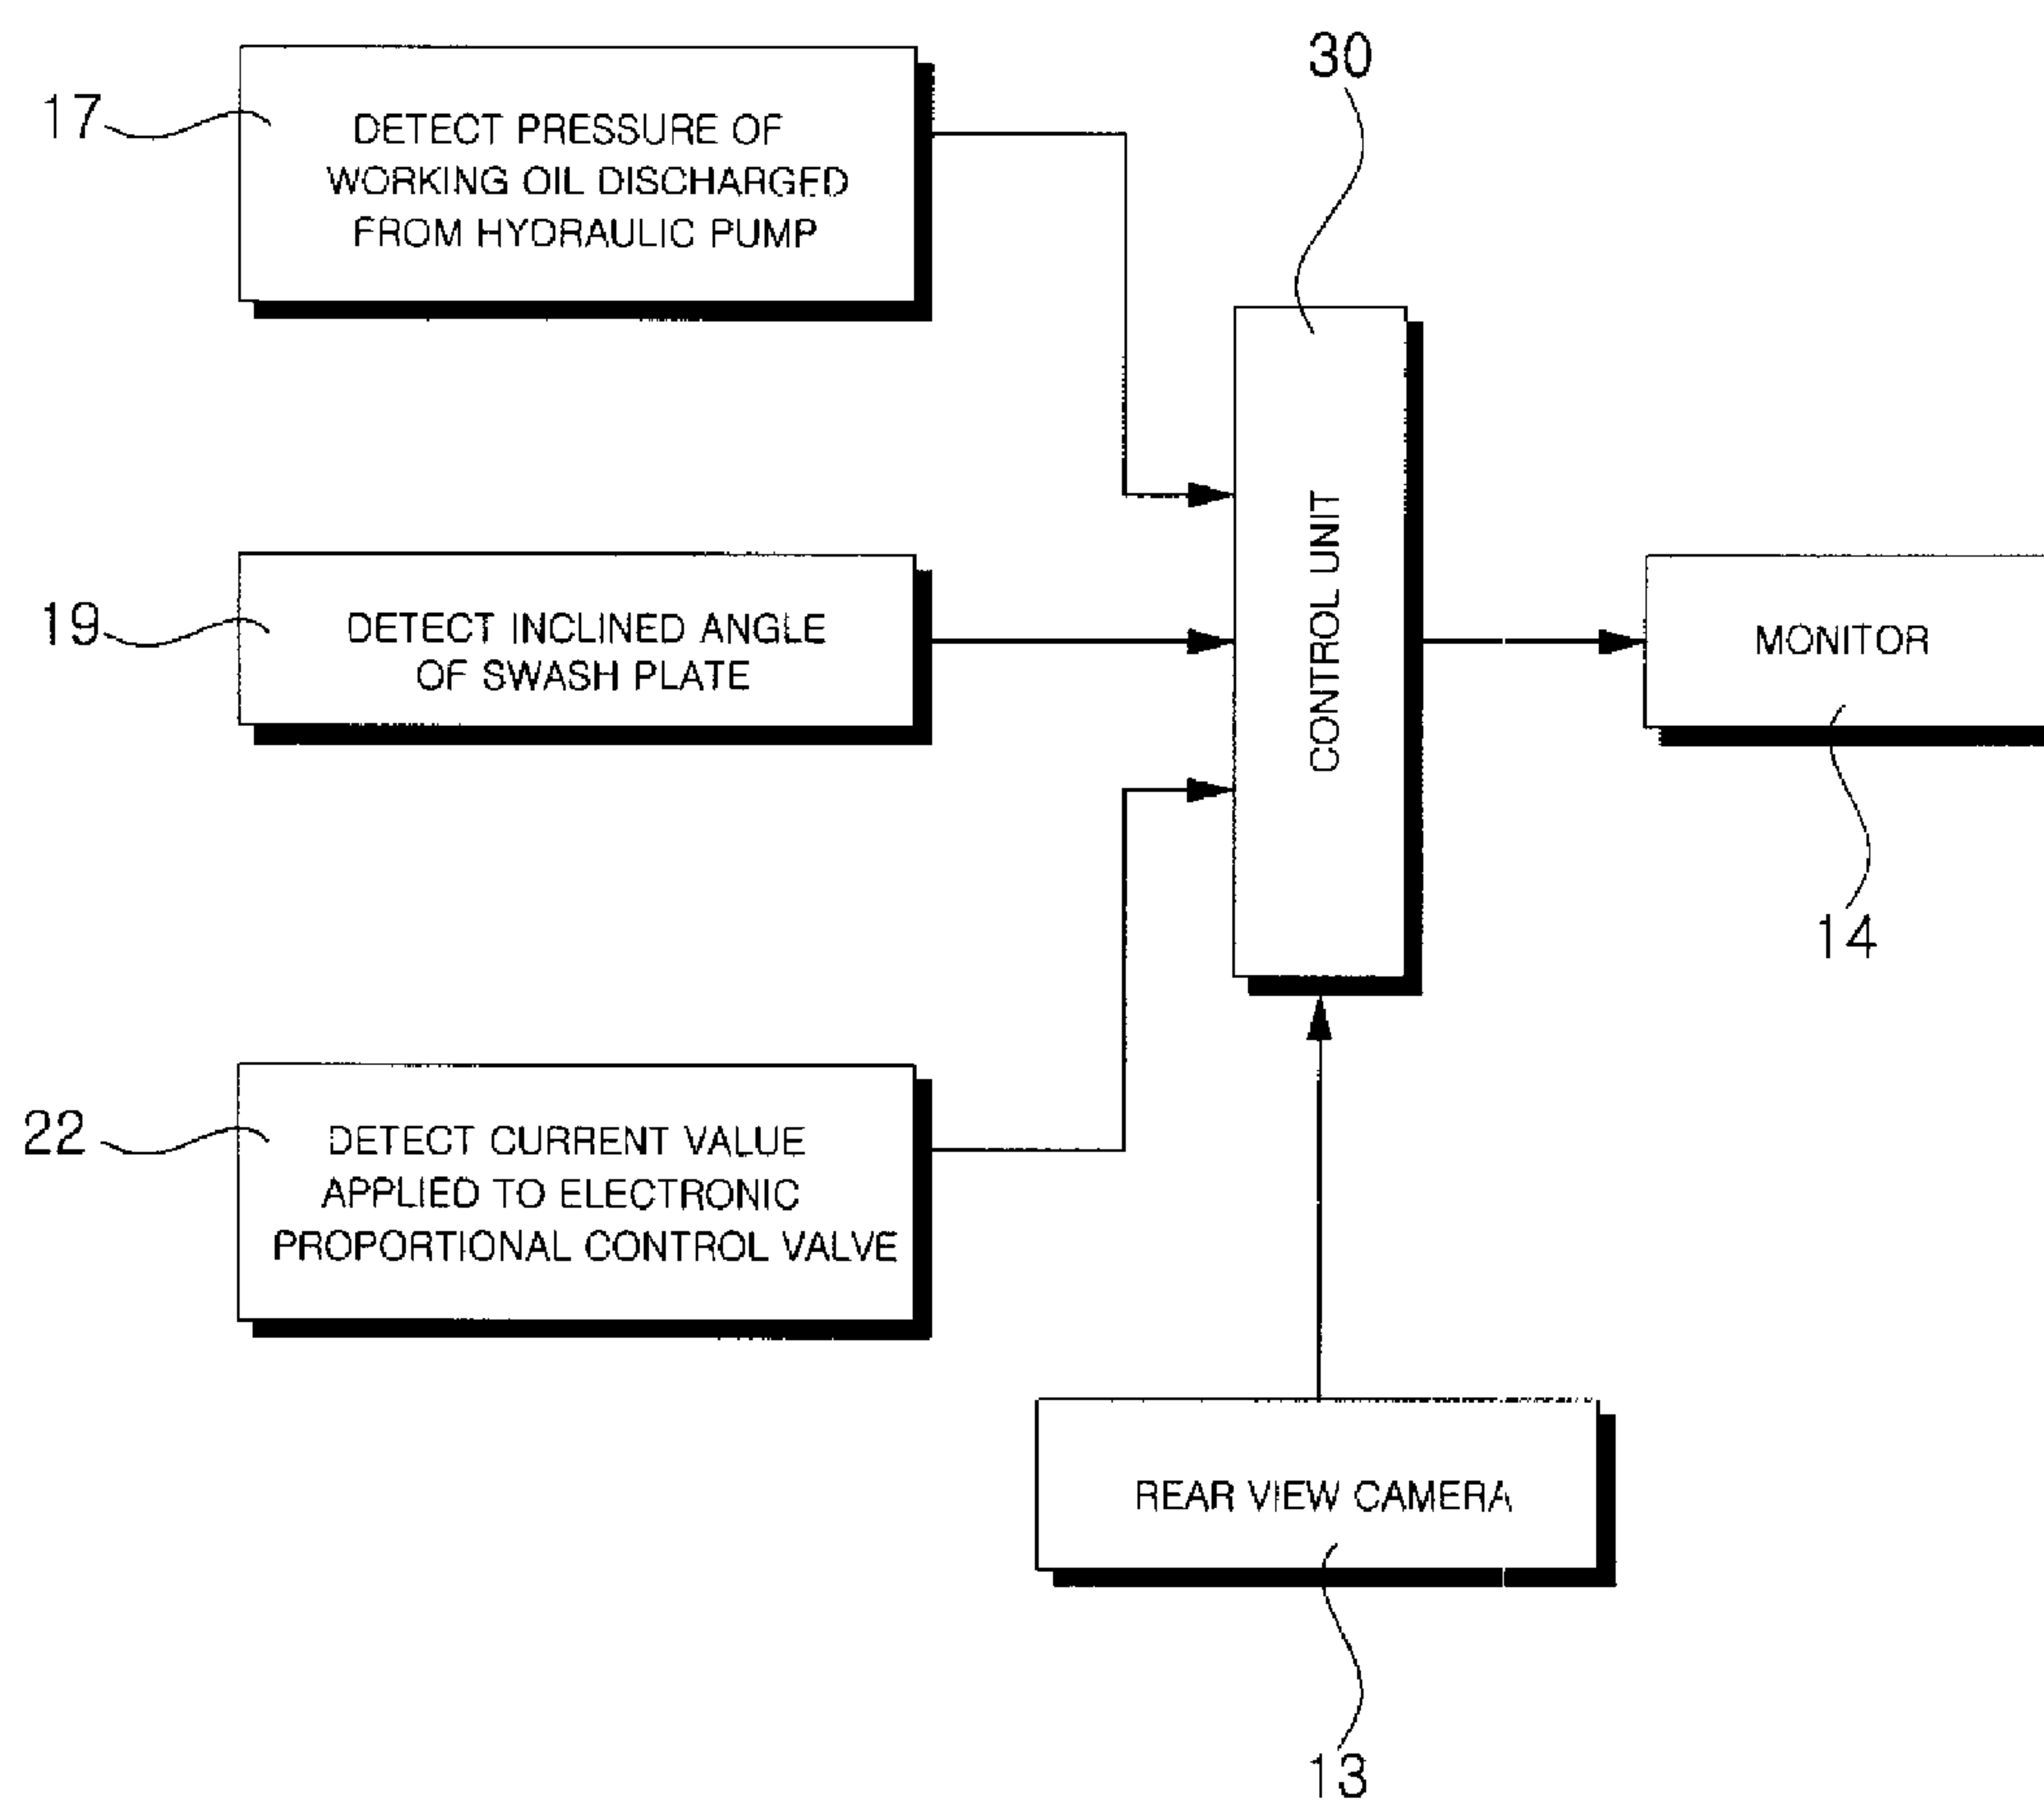 30
17
DETECT PRESSURE OF
WORKING OIL DISCHARGED
FROM HYDRAULIC PUMP
19
DETECT INCLINED ANGLE
OF SWASH PLATE
CONTROL UNIT
MONITOR
14
22
DETECT CURRENT VALUE
APPLIED TO ELECTRONIC
PROPORTIONAL CONTROL VALVE
REAR VIEW CAMERA
13